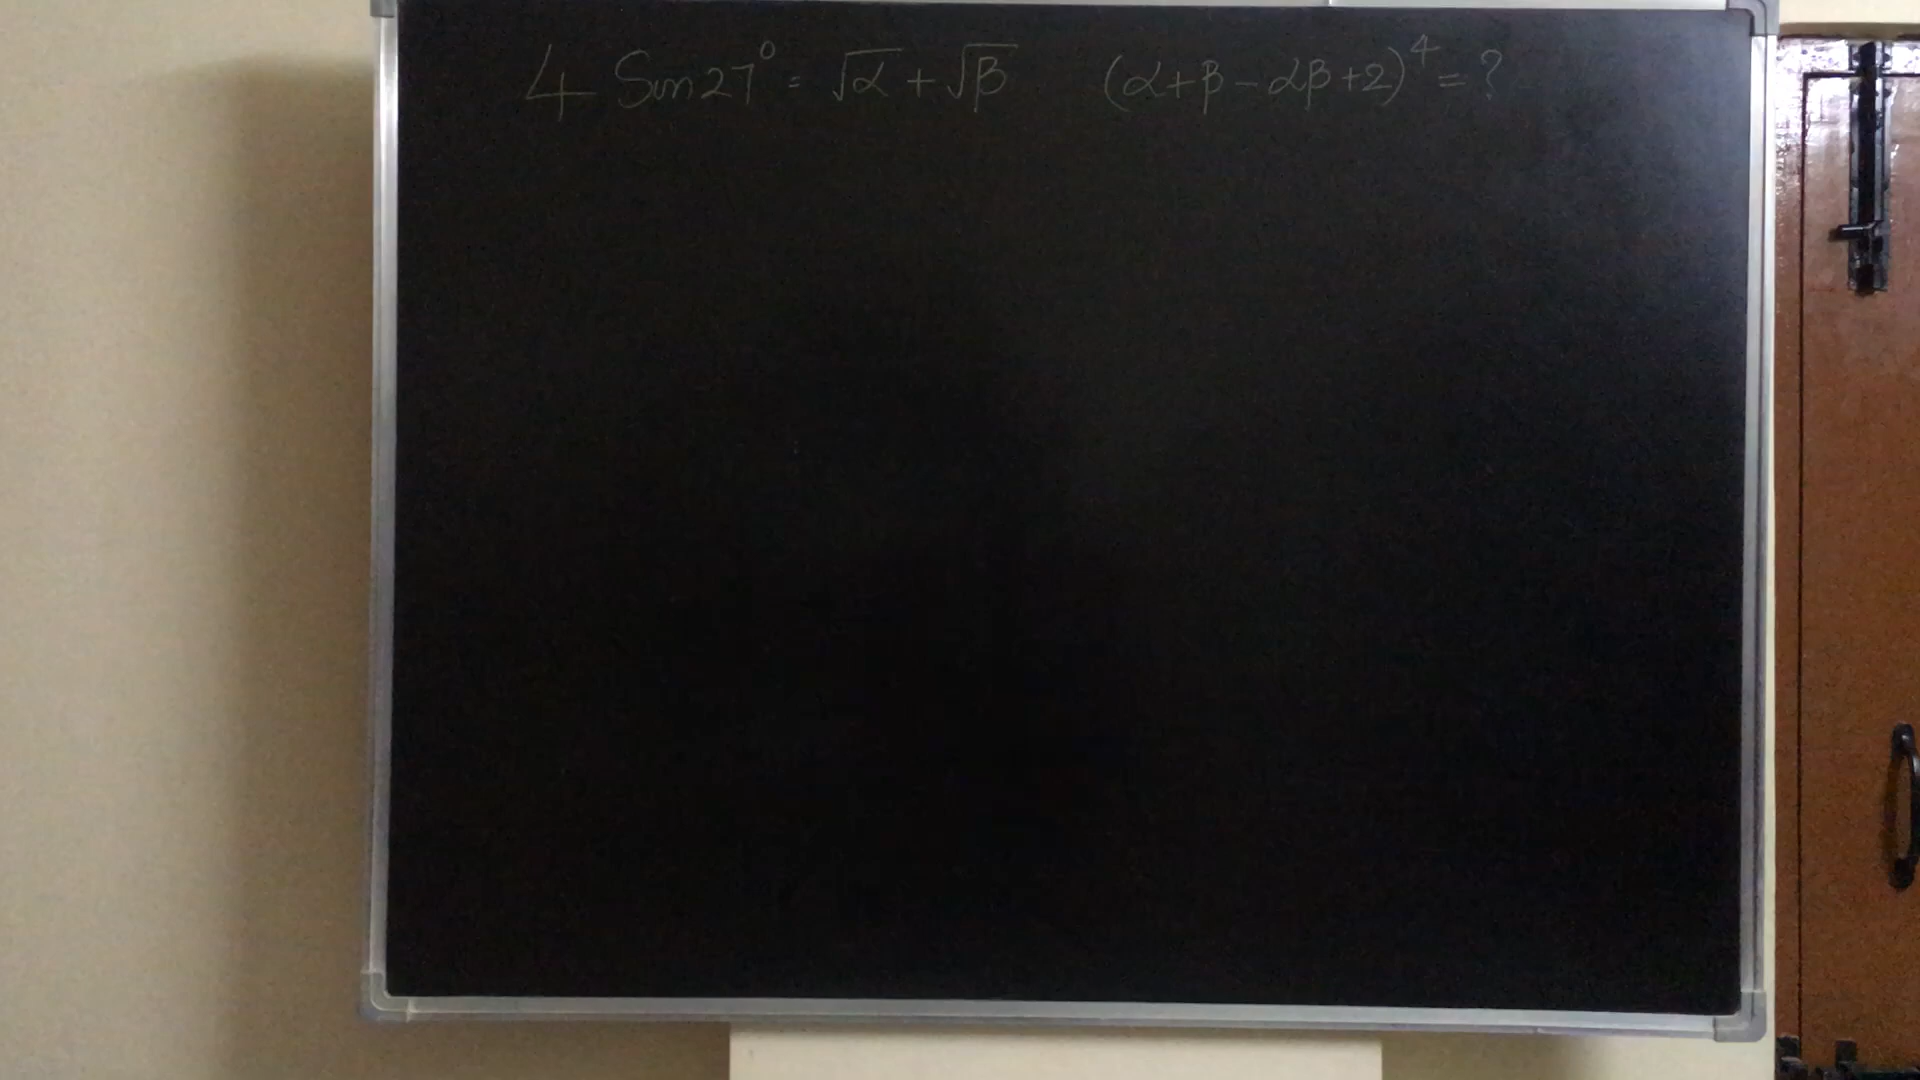 4 Sin27° = √α + √β (α+β-αβ+2)⁴ = ?